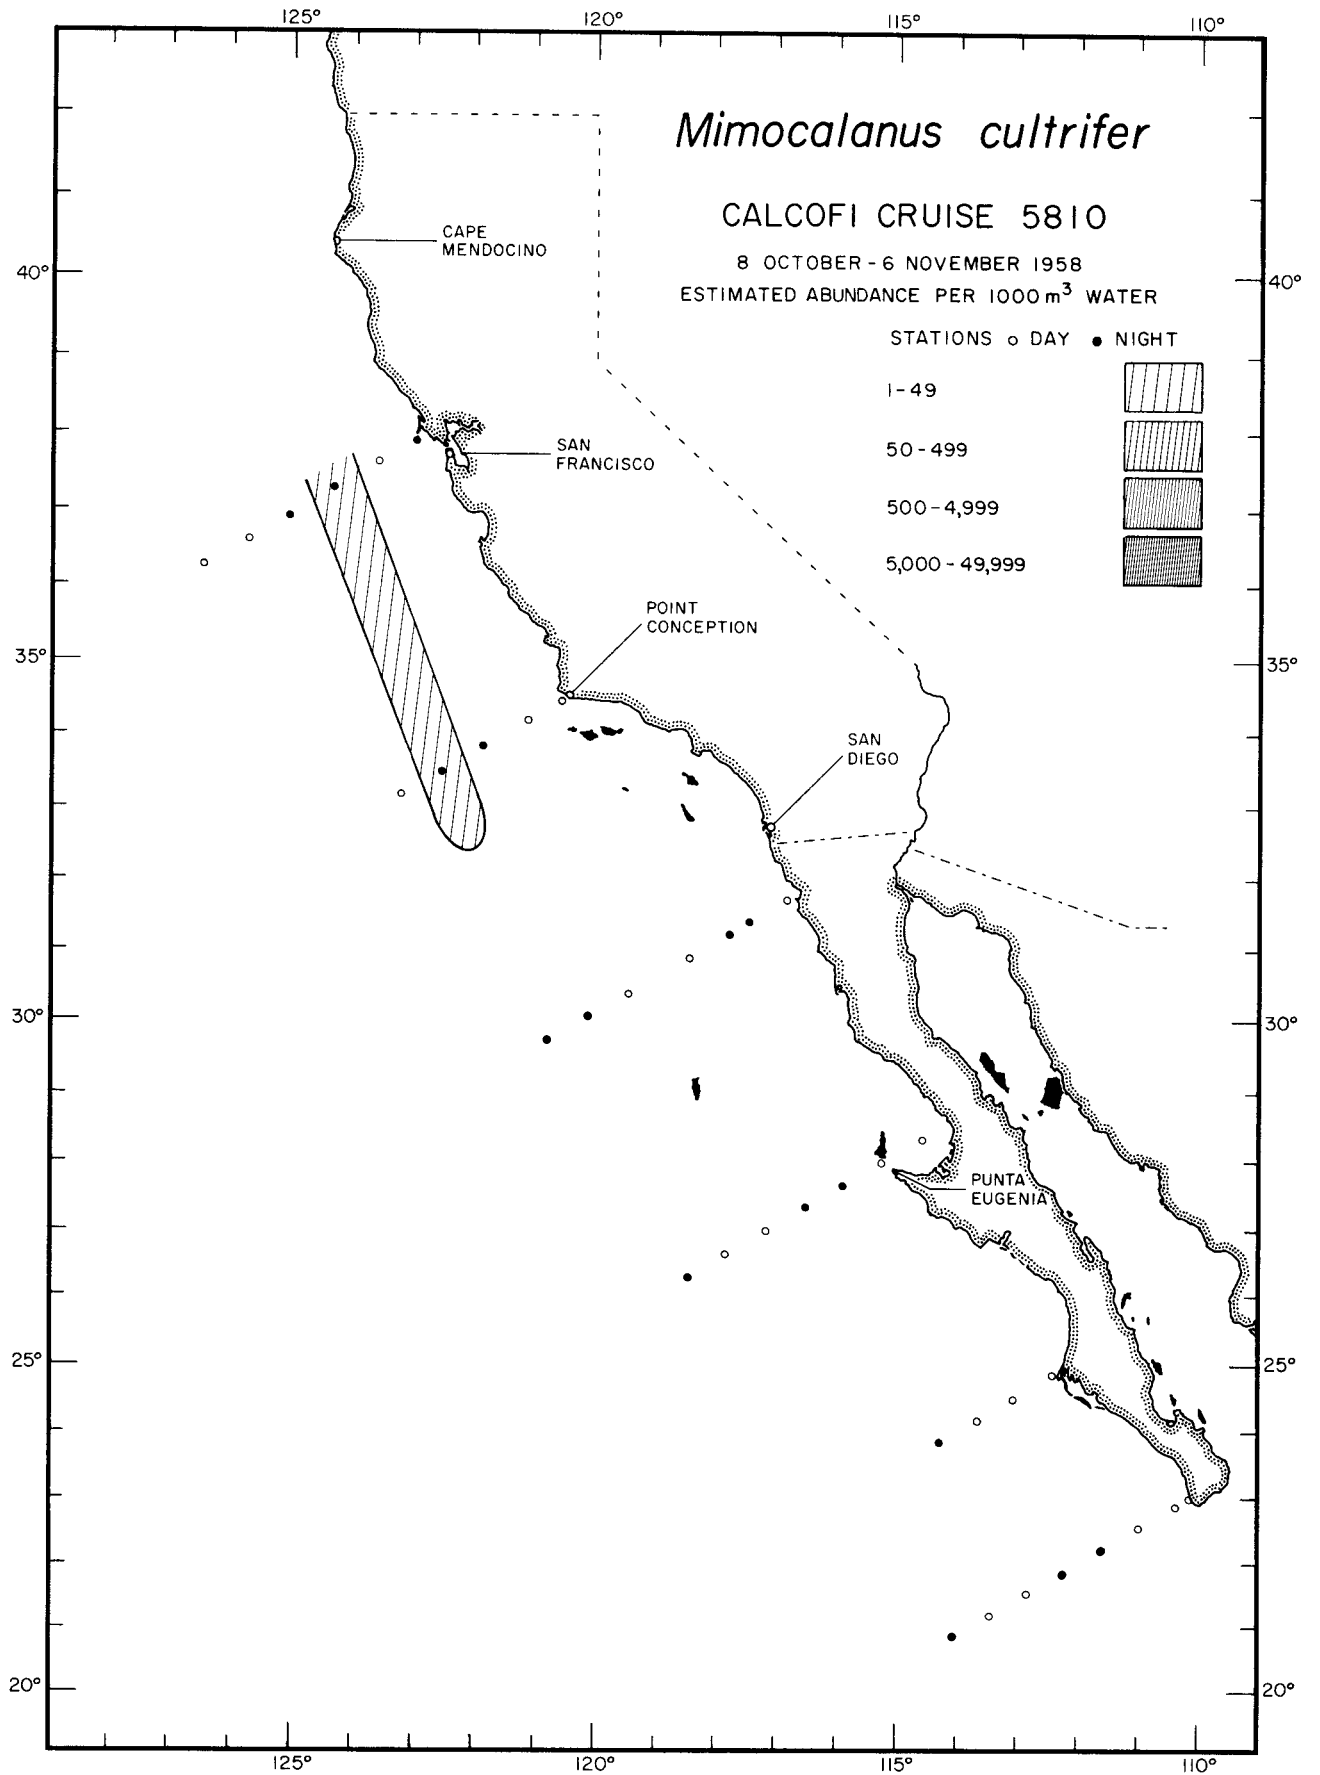 125° 120° 115° 110°
Mimocalanus cultrifer
CALCOFI CRUISE 5810
8 OCTOBER - 6 NOVEMBER 1958
ESTIMATED ABUNDANCE PER 1000 m³ WATER
STATIONS ○ DAY ● NIGHT
1 - 49
50 - 499
500 - 4,999
5,000 - 49,999
CAPE
MENDOCINO
40° 40°
SAN
FRANCISCO
POINT
CONCEPTION
35° 35°
SAN
DIEGO
30° 30°
PUNTA
EUGENIA
25° 25°
20° 20°
125° 120° 115° 110°